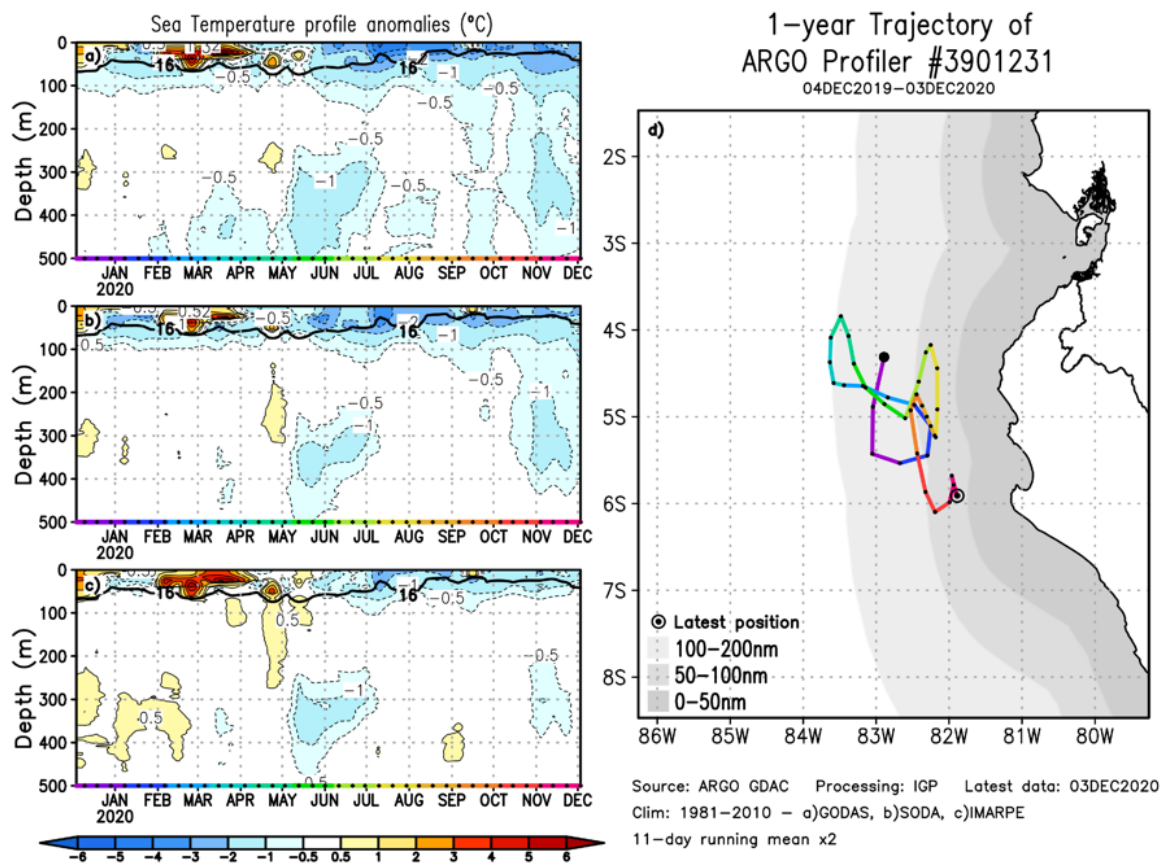 Sea Temperature profile anomalies (°C)
a)
Depth (m)
0
100
200
300
400
500
16
16
-0.5
-1
-0.5
-0.5
-0.5
-1
-0.5
-1
JAN FEB MAR APR MAY JUN JUL AUG SEP OCT NOV DEC
2020
b)
Depth (m)
0
100
200
300
400
500
16
16
-0.5
-2
-1
0.5
-0.5
-1
-0.5
-1
JAN FEB MAR APR MAY JUN JUL AUG SEP OCT NOV DEC
2020
c)
Depth (m)
0
100
200
300
400
500
16
16
-1
-0.5
0.5
-0.5
-0.5
-1
0.5
JAN FEB MAR APR MAY JUN JUL AUG SEP OCT NOV DEC
2020
-6 -5 -4 -3 -2 -1 -0.5 0.5 1 2 3 4 5 6
1-year Trajectory of
ARGO Profiler #3901231
04DEC2019-03DEC2020
d)
2S
3S
4S
5S
6S
7S
8S
Latest position
100-200nm
50-100nm
0-50nm
86W 85W 84W 83W 82W 81W 80W
Source: ARGO GDAC Processing: IGP Latest data: 03DEC2020
Clim: 1981-2010 - a)GODAS, b)SODA, c)IMARPE
11-day running mean x2